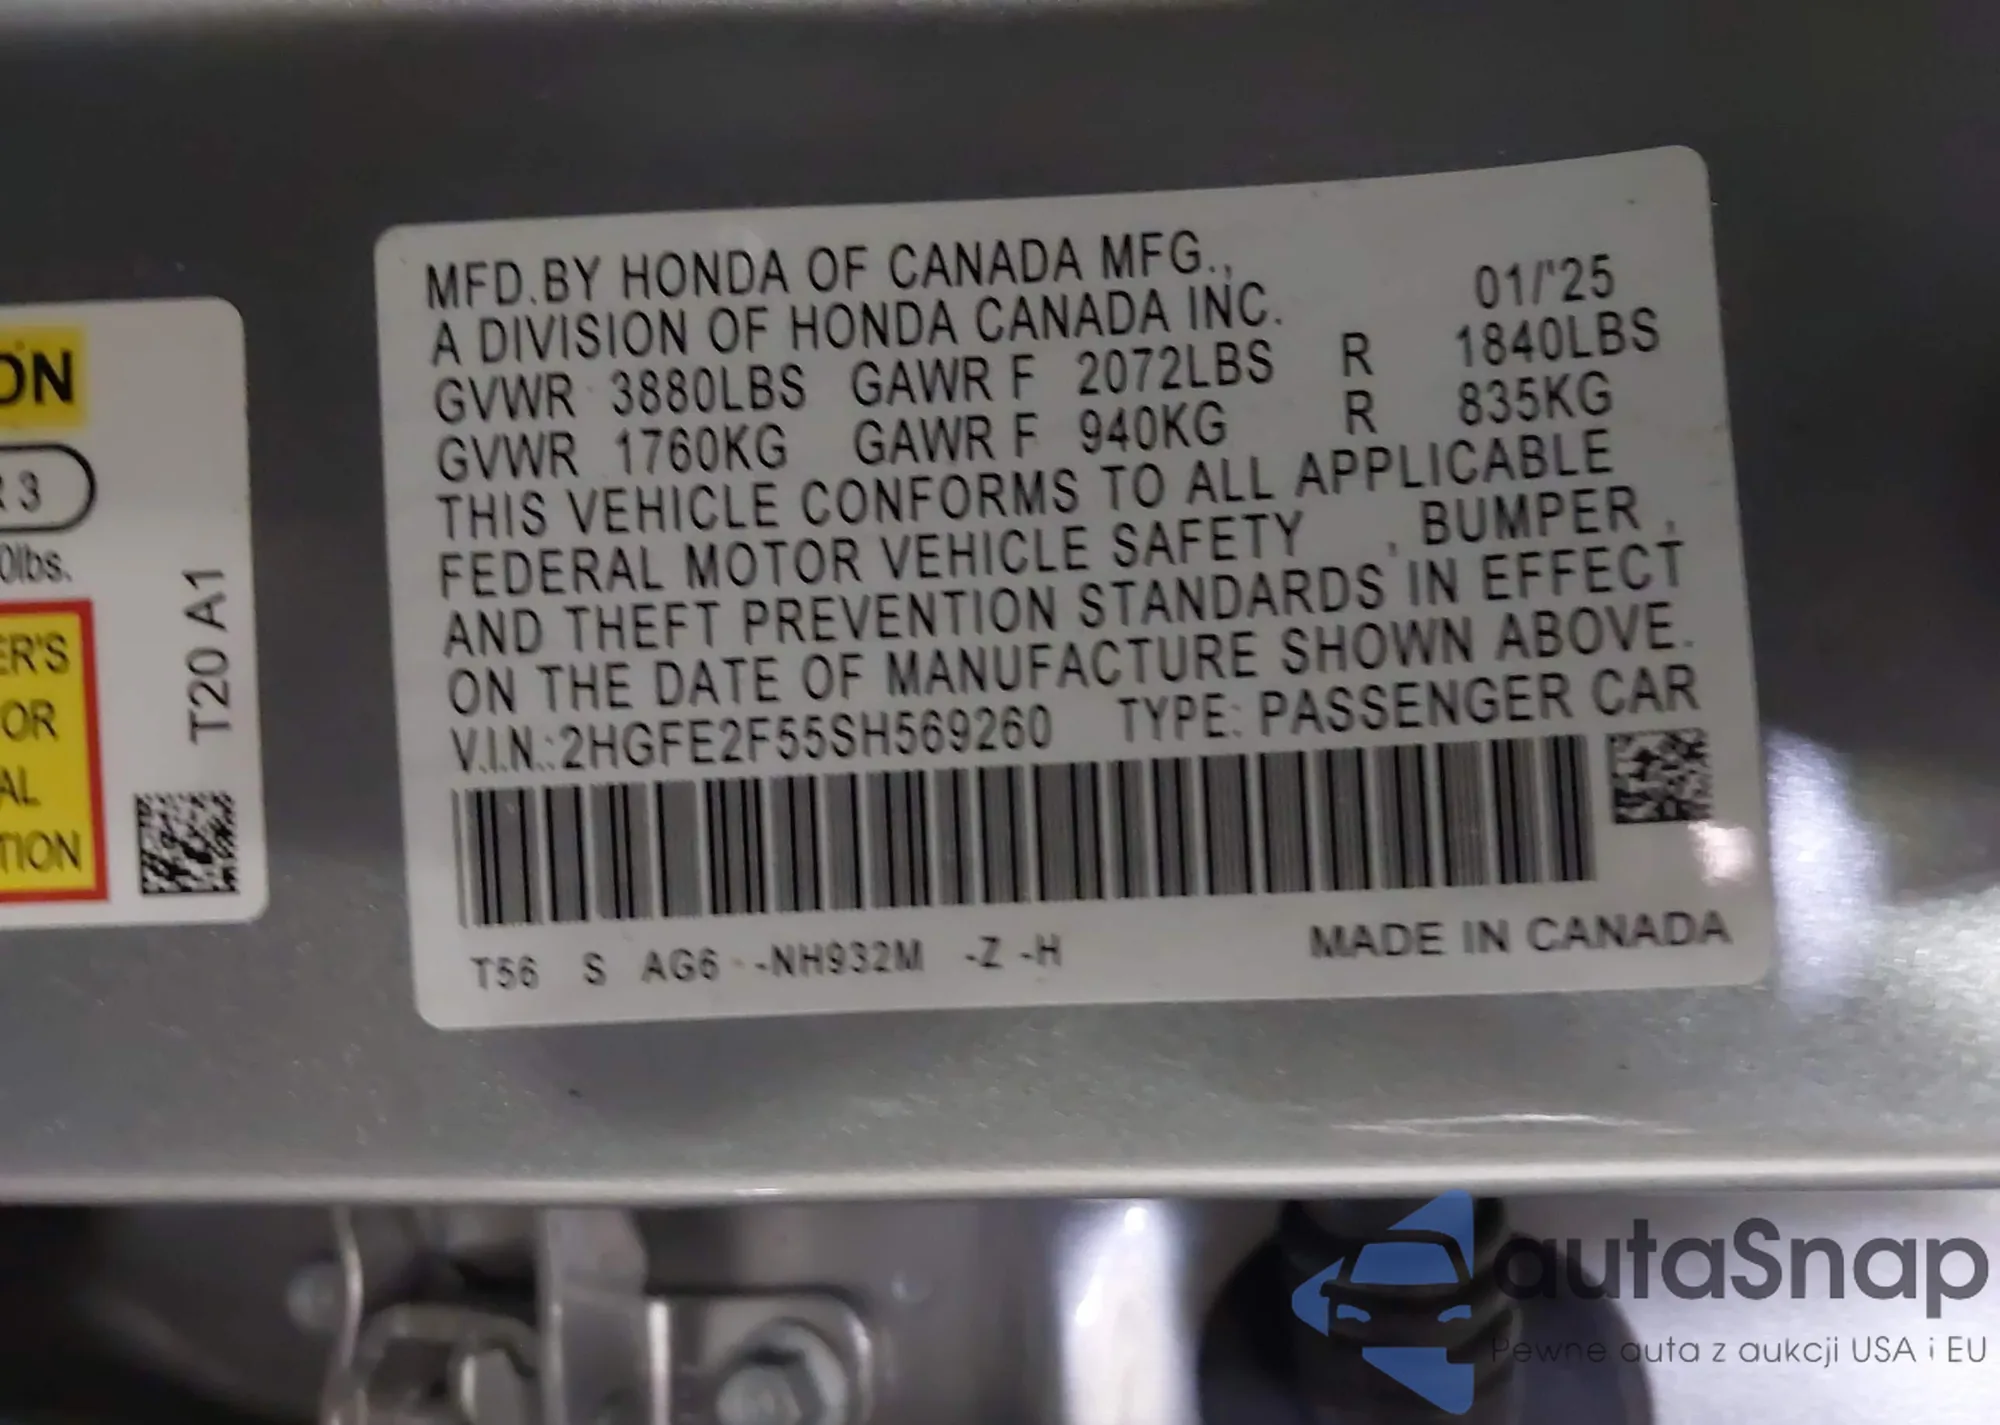 MFD.BY HONDA OF CANADA MFG.,
A DIVISION OF HONDA CANADA INC. 01/'25
GVWR 3880LBS GAWR F 2072LBS R 1840LBS
GVWR 1760KG GAWR F 940KG R 835KG
THIS VEHICLE CONFORMS TO ALL APPLICABLE
FEDERAL MOTOR VEHICLE SAFETY , BUMPER ,
AND THEFT PREVENTION STANDARDS IN EFFECT
ON THE DATE OF MANUFACTURE SHOWN ABOVE.
V.I.N.:2HGFE2F55SH569260 TYPE: PASSENGER CAR
T56 S AG6 -NH932M -Z -H MADE IN CANADA
ON
R 3
0lbs.
ER'S
OR
AL
TION
T20 A1
autaSnap
Pewne auta z aukcji USA i EU